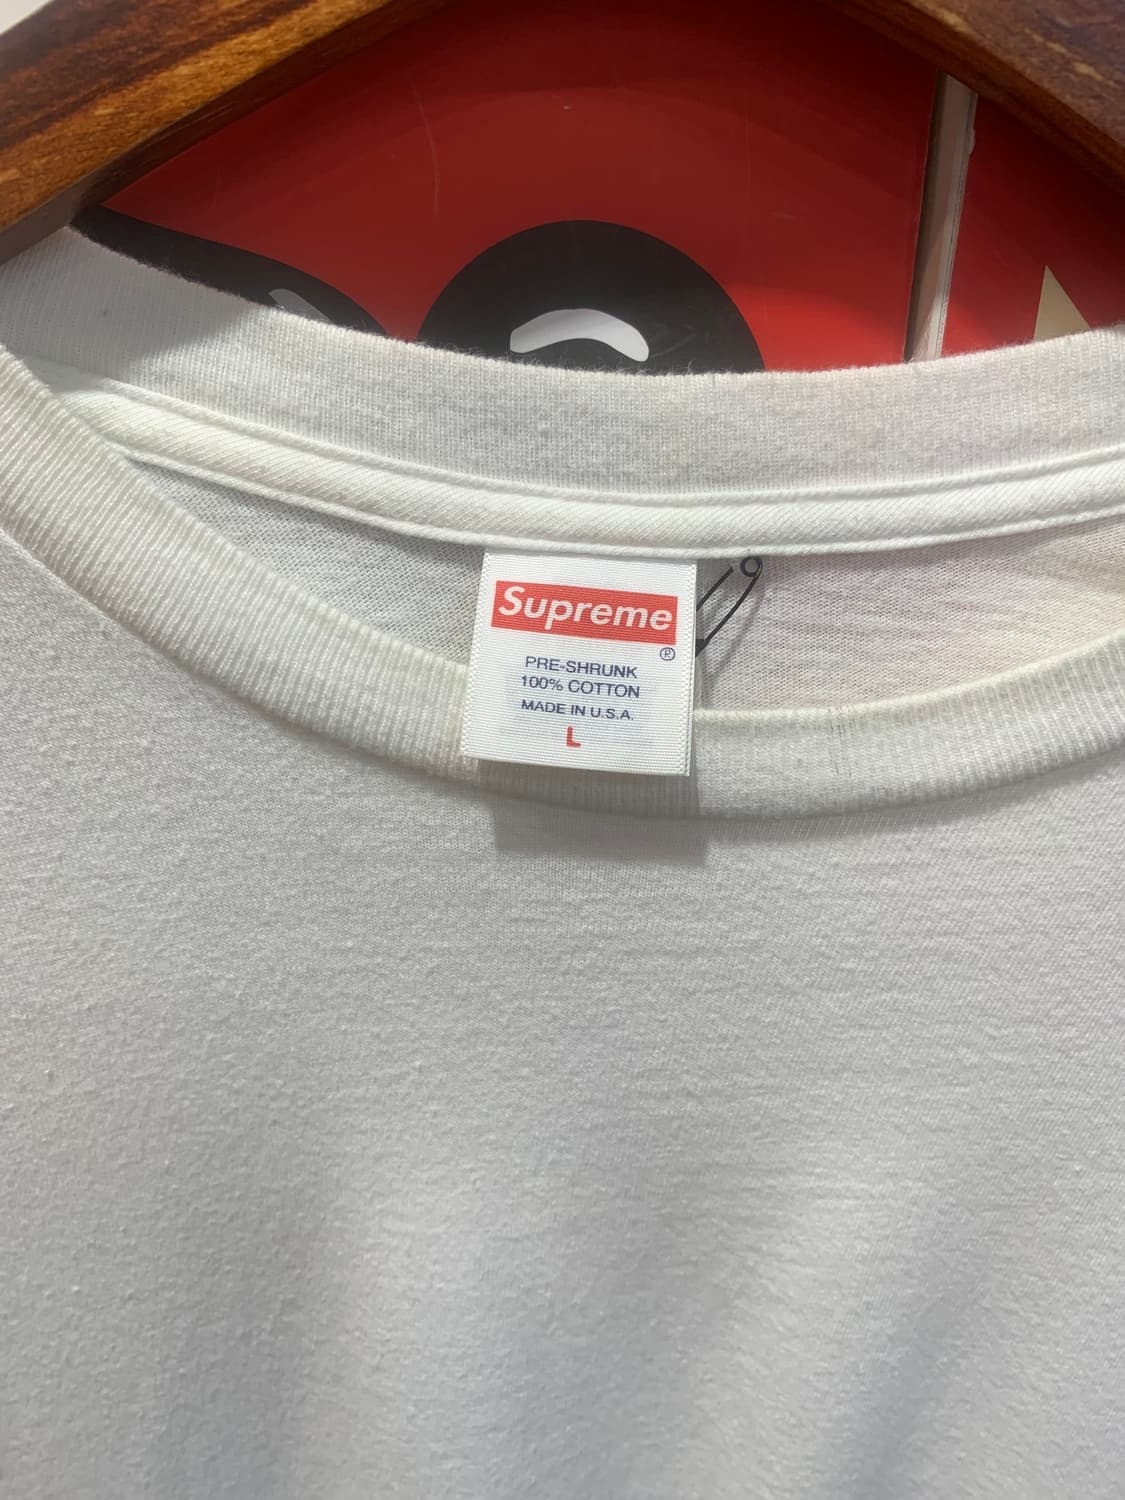 Supreme
®
PRE-SHRUNK
100% COTTON
MADE IN U.S.A.
L